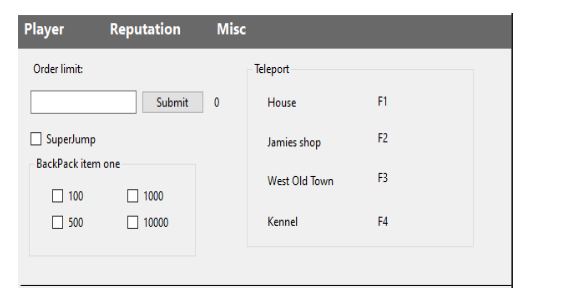 Player Reputation Misc
Order limit:
Submit 0
SuperJump
BackPack item one
100 1000
500 10000
Teleport
House F1
Jamies shop F2
West Old Town F3
Kennel F4